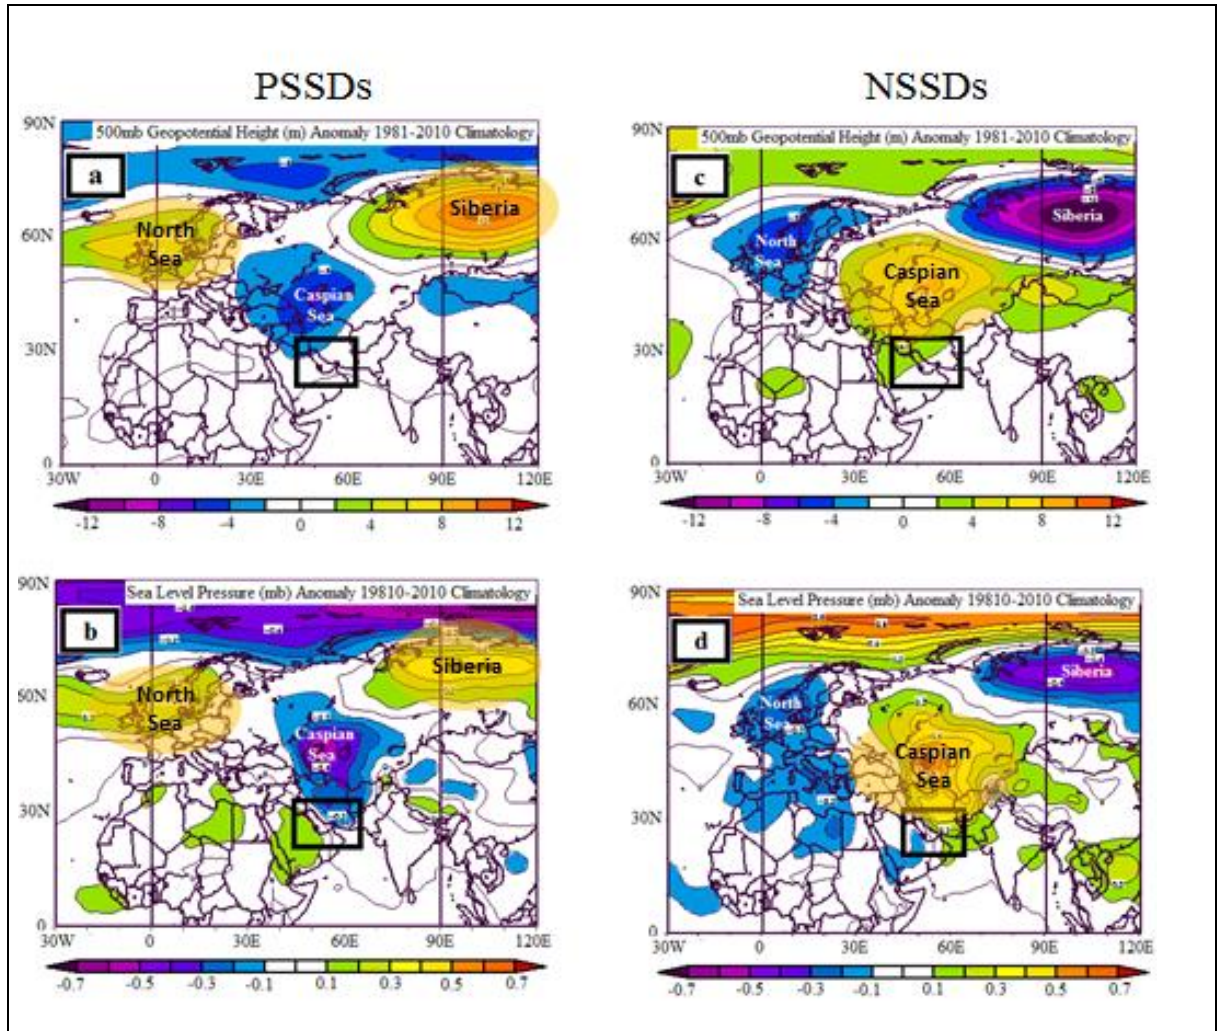 PSSDs
NSSDs
90N
500mb Geopotential Height (m) Anomaly 1981-2010 Climatology
a
North
Sea
Siberia
60N
Caspian
Sea
30N
0
30W 0 30E 60E 90E 120E
-12 -8 -4 0 4 8 12
90N
500mb Geopotential Height (m) Anomaly 1981-2010 Climatology
c
North
Sea
Siberia
60N
Caspian
Sea
30N
0
30W 0 30E 60E 90E 120E
-12 -8 -4 0 4 8 12
90N
Sea Level Pressure (mb) Anomaly 19810-2010 Climatology
b
North
Sea
Siberia
60N
Caspian
Sea
30N
0
30W 0 30E 60E 90E 120E
-0.7 -0.5 -0.3 -0.1 0.1 0.3 0.5 0.7
90N
Sea Level Pressure (mb) Anomaly 19810-2010 Climatology
d
North
Sea
Siberia
60N
Caspian
Sea
30N
0
30W 0 30E 60E 90E 120E
-0.7 -0.5 -0.3 -0.1 0.1 0.3 0.5 0.7